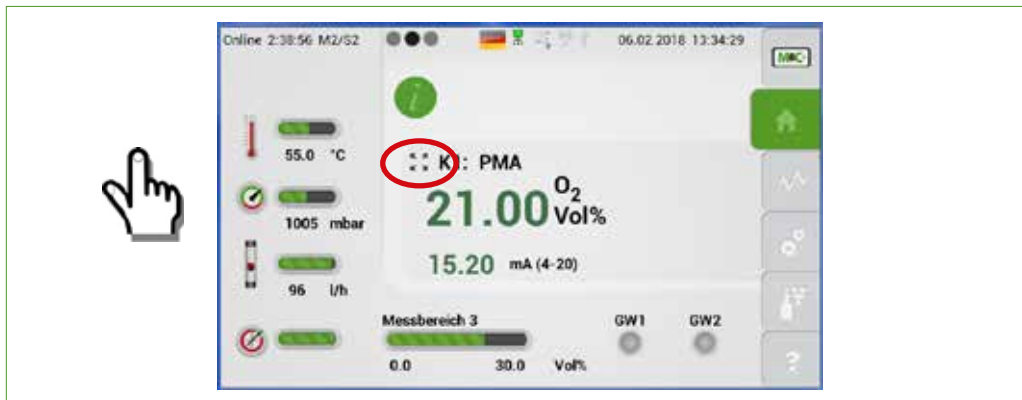 Online 2:38:56 M2/S2
06.02.2018 13:34:29
M&C
55.0 °C
1005 mbar
96 l/h
i
K1: PMA
21.00 O2 Vol%
15.20 mA (4-20)
Messbereich 3
0.0 30.0 Vol%
GW1 GW2
?